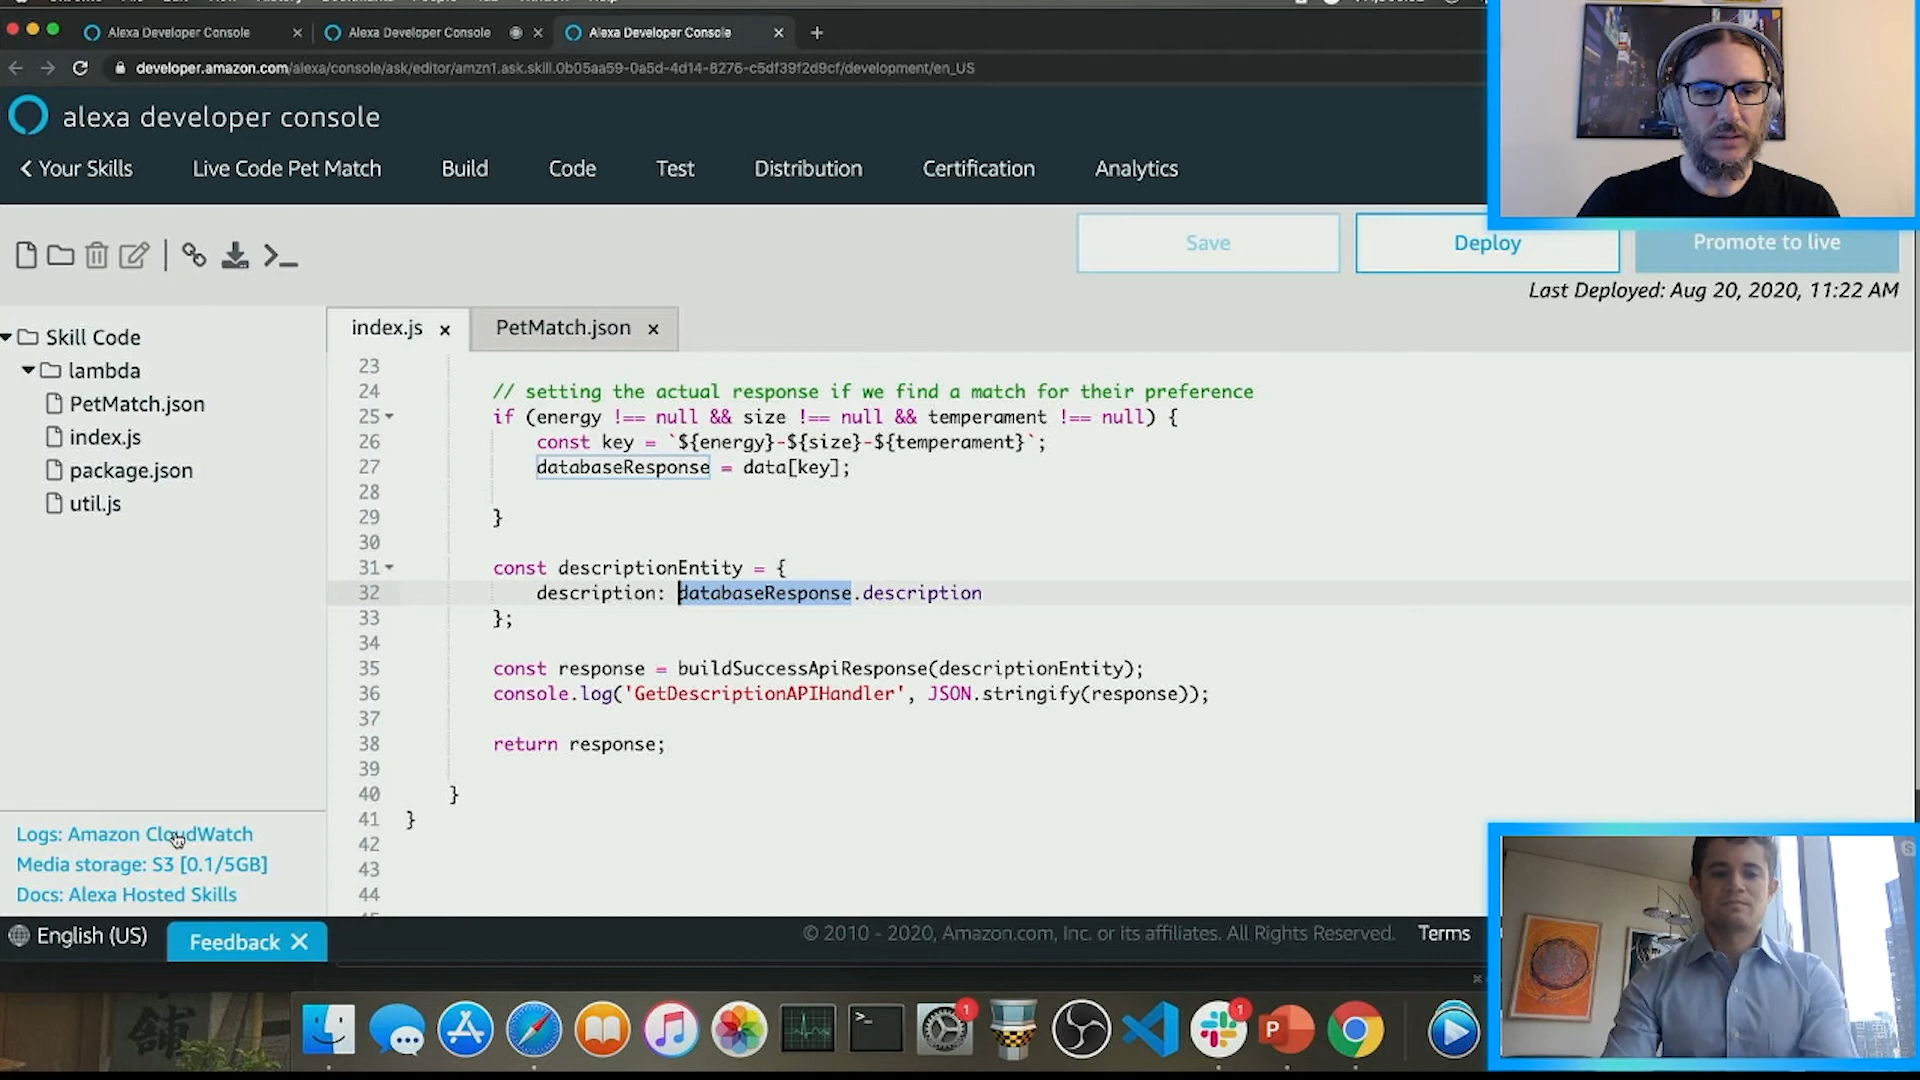 Alexa Developer Console
Alexa Developer Console
Alexa Developer Console
developer.amazon.com/alexa/console/ask/editor/amzn1.ask.skill.0b05aa59-0a5d-4d14-8276-c5df39f2d9cf/development/en_US
alexa developer console
Your Skills
Live Code Pet Match
Build
Code
Test
Distribution
Certification
Analytics
Save
Deploy
Promote to live
Last Deployed: Aug 20, 2020, 11:22 AM
Skill Code
lambda
PetMatch.json
index.js
package.json
util.js
index.js
PetMatch.json
23
24 // setting the actual response if we find a match for their preference
25 if (energy !== null && size !== null && temperament !== null) {
26 const key = `${energy}-${size}-${temperament}`;
27 databaseResponse = data[key];
28
29 }
30
31 const descriptionEntity = {
32 description: databaseResponse.description
33 };
34
35 const response = buildSuccessApiResponse(descriptionEntity);
36 console.log('GetDescriptionAPIHandler', JSON.stringify(response));
37
38 return response;
39
40 }
41 }
42
43
44
Logs: Amazon CloudWatch
Media storage: S3 [0.1/5GB]
Docs: Alexa Hosted Skills
English (US)
Feedback
© 2010 - 2020, Amazon.com, Inc. or its affiliates. All Rights Reserved.
Terms
1
1